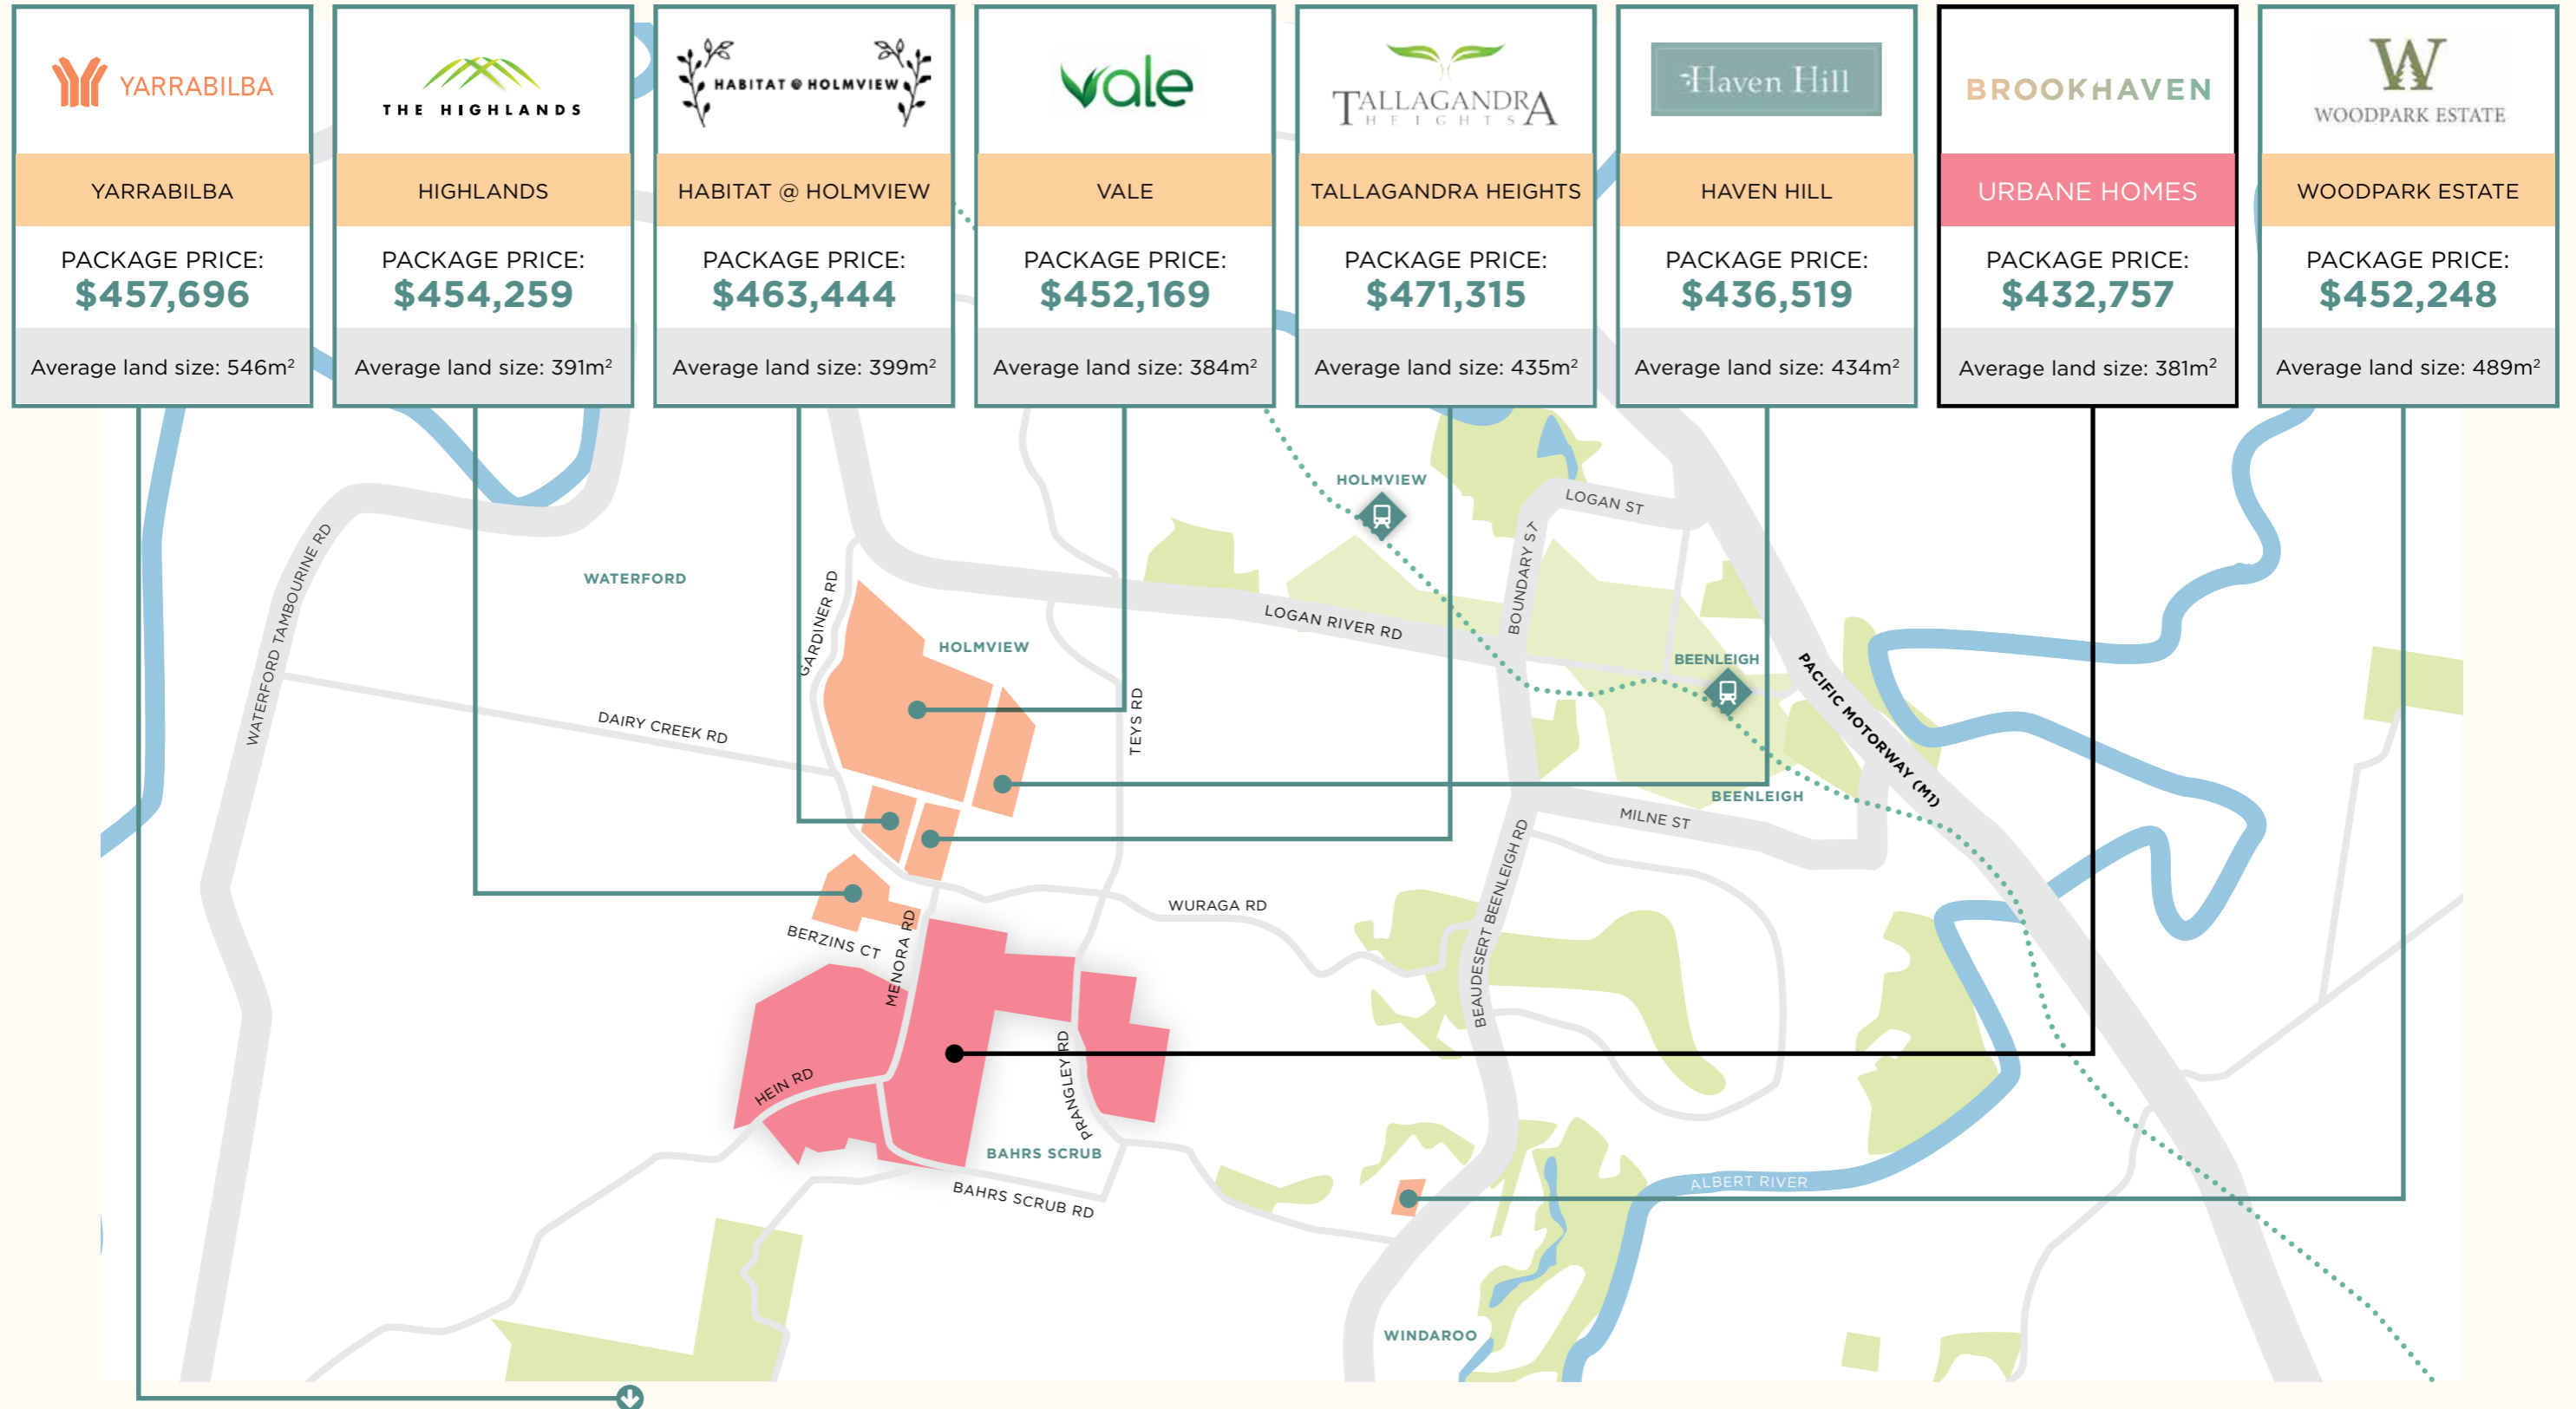 YARRABILBA
YARRABILBA
PACKAGE PRICE:
$457,696
Average land size: 546m²
THE HIGHLANDS
HIGHLANDS
PACKAGE PRICE:
$454,259
Average land size: 391m²
HABITAT @ HOLMVIEW
HABITAT @ HOLMVIEW
PACKAGE PRICE:
$463,444
Average land size: 399m²
vale
VALE
PACKAGE PRICE:
$452,169
Average land size: 384m²
TALLAGANDRA
HEIGHTS
TALLAGANDRA HEIGHTS
PACKAGE PRICE:
$471,315
Average land size: 435m²
Haven Hill
HAVEN HILL
PACKAGE PRICE:
$436,519
Average land size: 434m²
BROOKHAVEN
URBANE HOMES
PACKAGE PRICE:
$432,757
Average land size: 381m²
W
WOODPARK ESTATE
WOODPARK ESTATE
PACKAGE PRICE:
$452,248
Average land size: 489m²
HOLMVIEW
LOGAN ST
WATERFORD TAMBOURINE RD
BOUNDARY ST
WATERFORD
GARDINER RD
LOGAN RIVER RD
HOLMVIEW
BEENLEIGH
PACIFIC MOTORWAY (M1)
DAIRY CREEK RD
TEYS RD
BEENLEIGH
MILNE ST
BEAUDESERT BEENLEIGH RD
WURAGA RD
BERZINS CT
MENORA RD
HEIN RD
PRANGLEY RD
BAHRS SCRUB
ALBERT RIVER
BAHRS SCRUB RD
WINDAROO